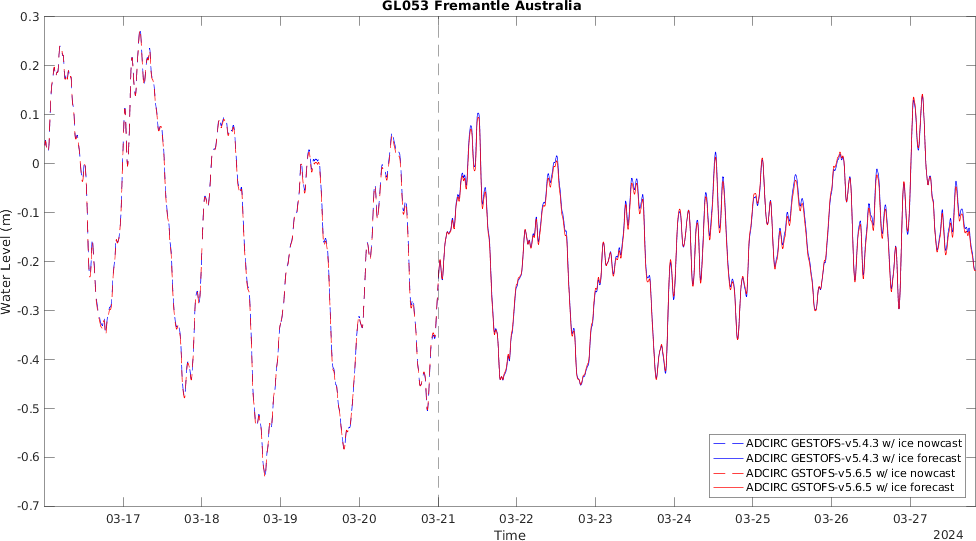 GL053 Fremantle Australia
0.3
0.2
0.1
0
-0.1
-0.2
-0.3
-0.4
-0.5
-0.6
-0.7
Water Level (m)
ADCIRC GESTOFS-v5.4.3 w/ ice nowcast
ADCIRC GESTOFS-v5.4.3 w/ ice forecast
ADCIRC GSTOFS-v5.6.5 w/ ice nowcast
ADCIRC GSTOFS-v5.6.5 w/ ice forecast
03-17 03-18 03-19 03-20 03-21 03-22 03-23 03-24 03-25 03-26 03-27
Time
2024